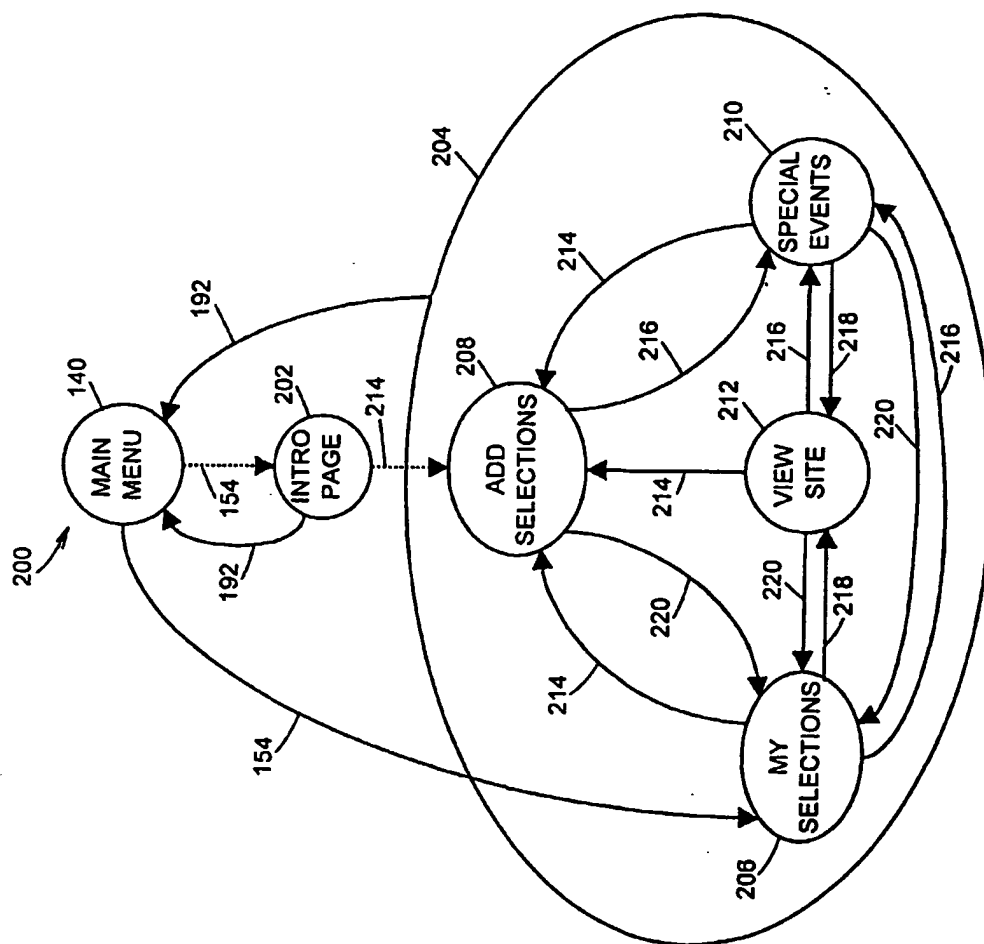 200
MAIN
MENU
140
192
154
192
INTRO
PAGE
202
214
154
204
ADD
SELECTIONS
208
214
220
216
214
214
MY
SELECTIONS
206
220
218
VIEW
SITE
212
216
218
SPECIAL
EVENTS
210
220
216